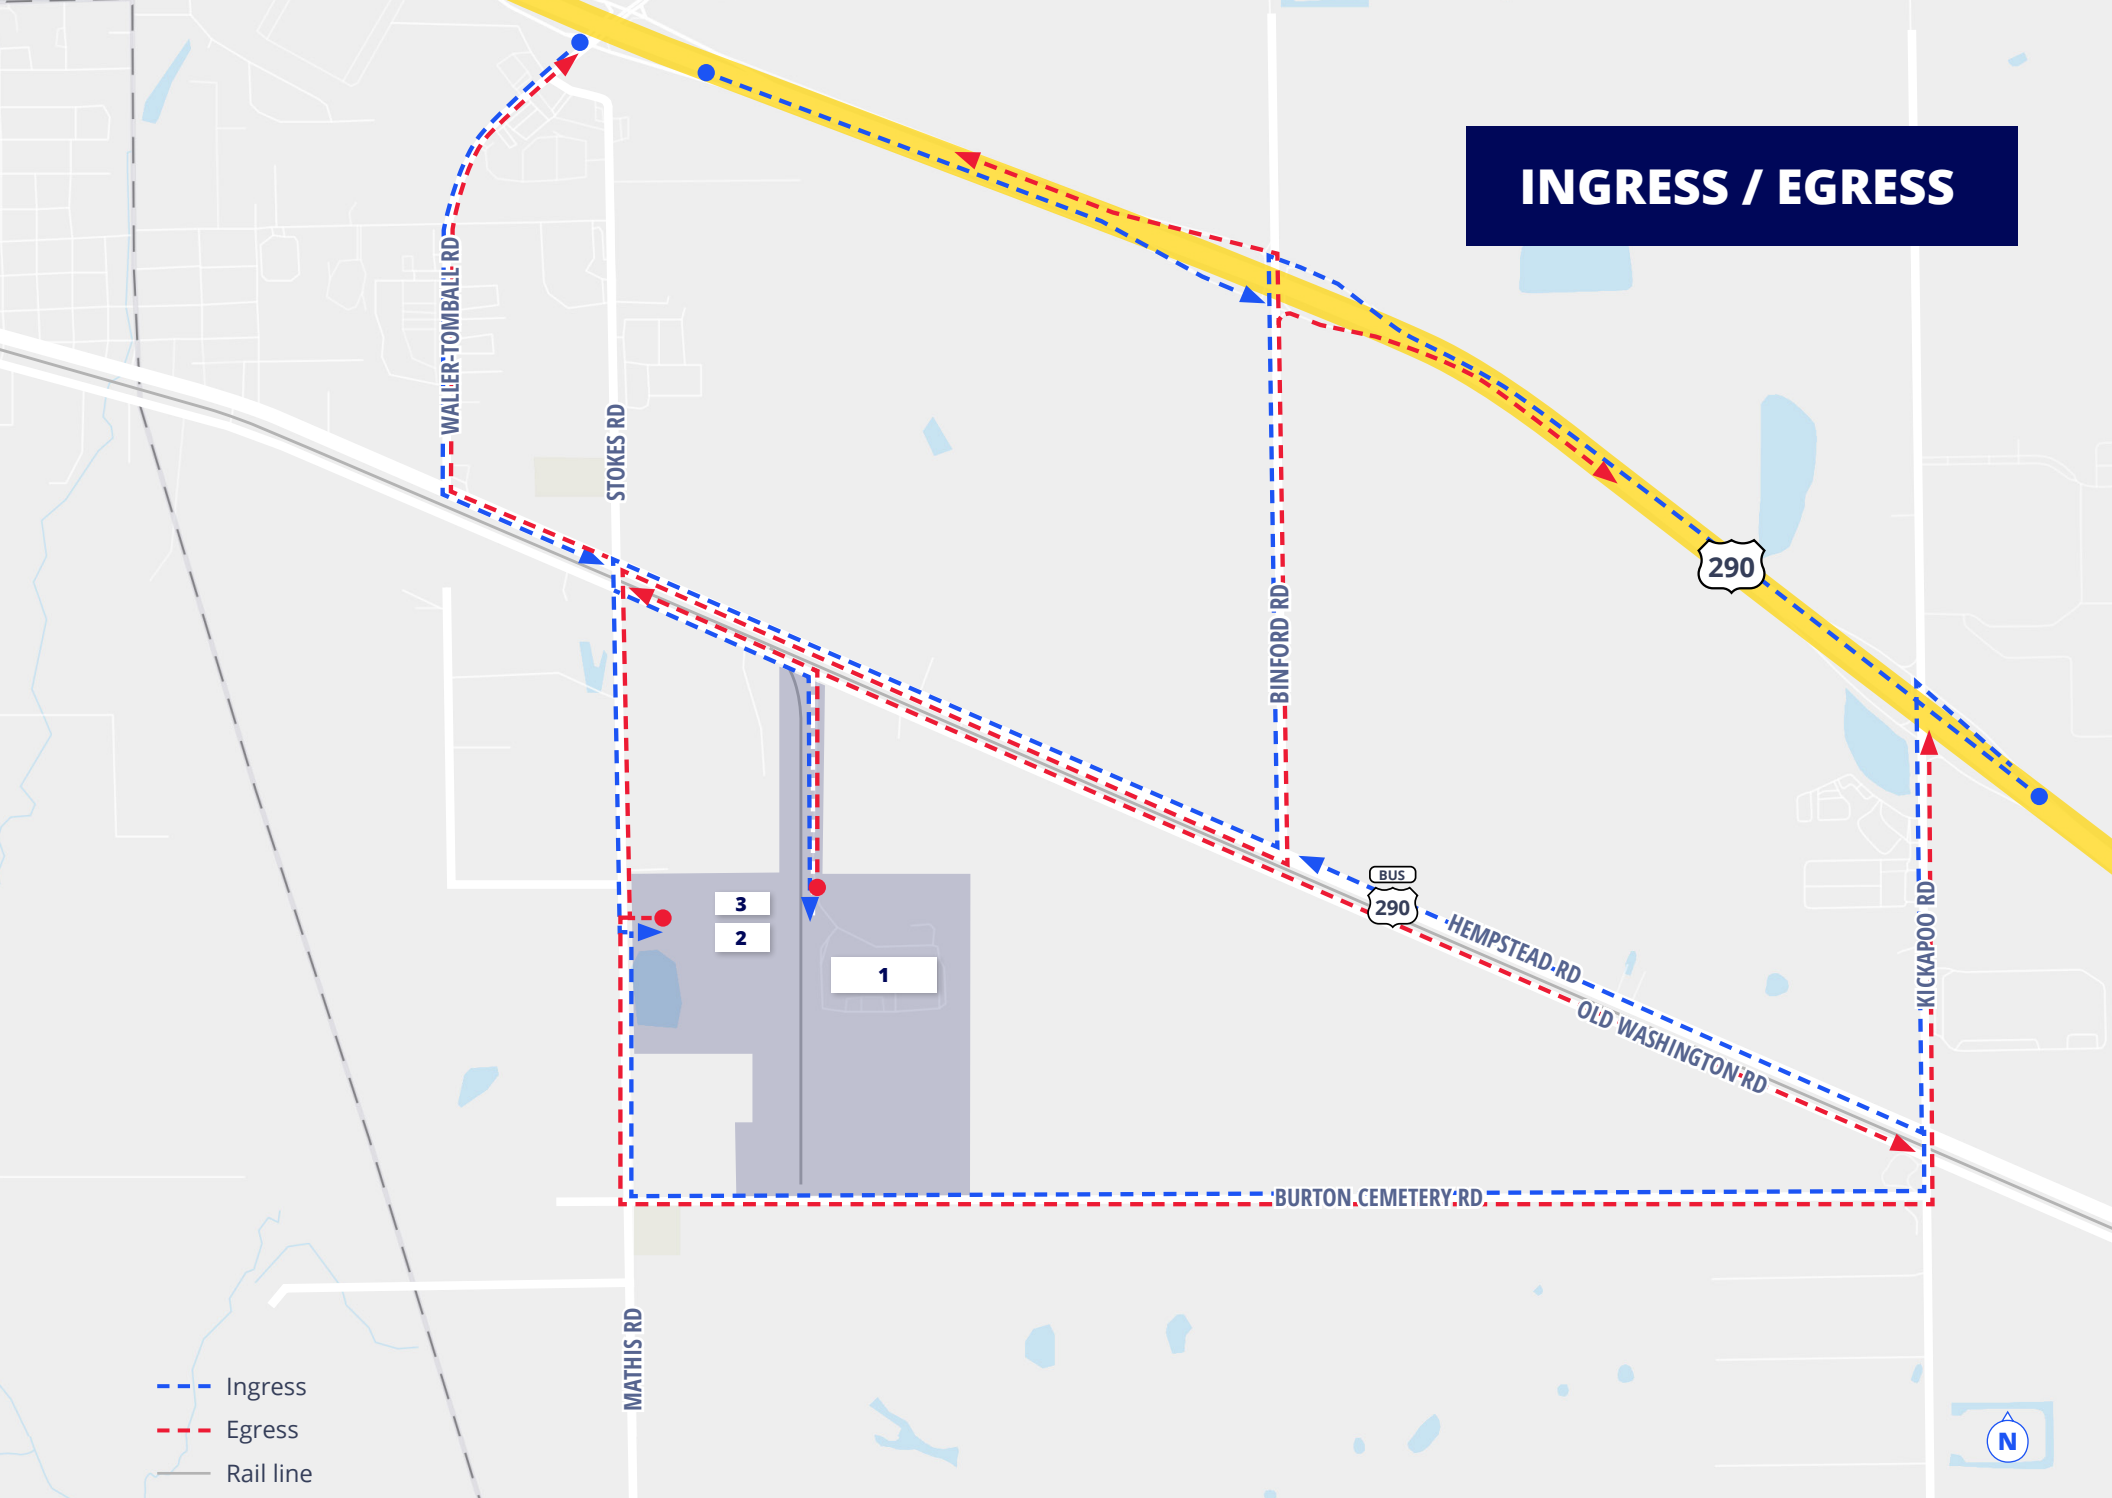 INGRESS / EGRESS
WALLER-TOMBALL RD
STOKES RD
BINFORD RD
290
BUS
290
HEMPSTEAD RD
OLD WASHINGTON RD
KICKAPOO RD
3
2
1
BURTON CEMETERY RD
MATHIS RD
Ingress
Egress
Rail line
N